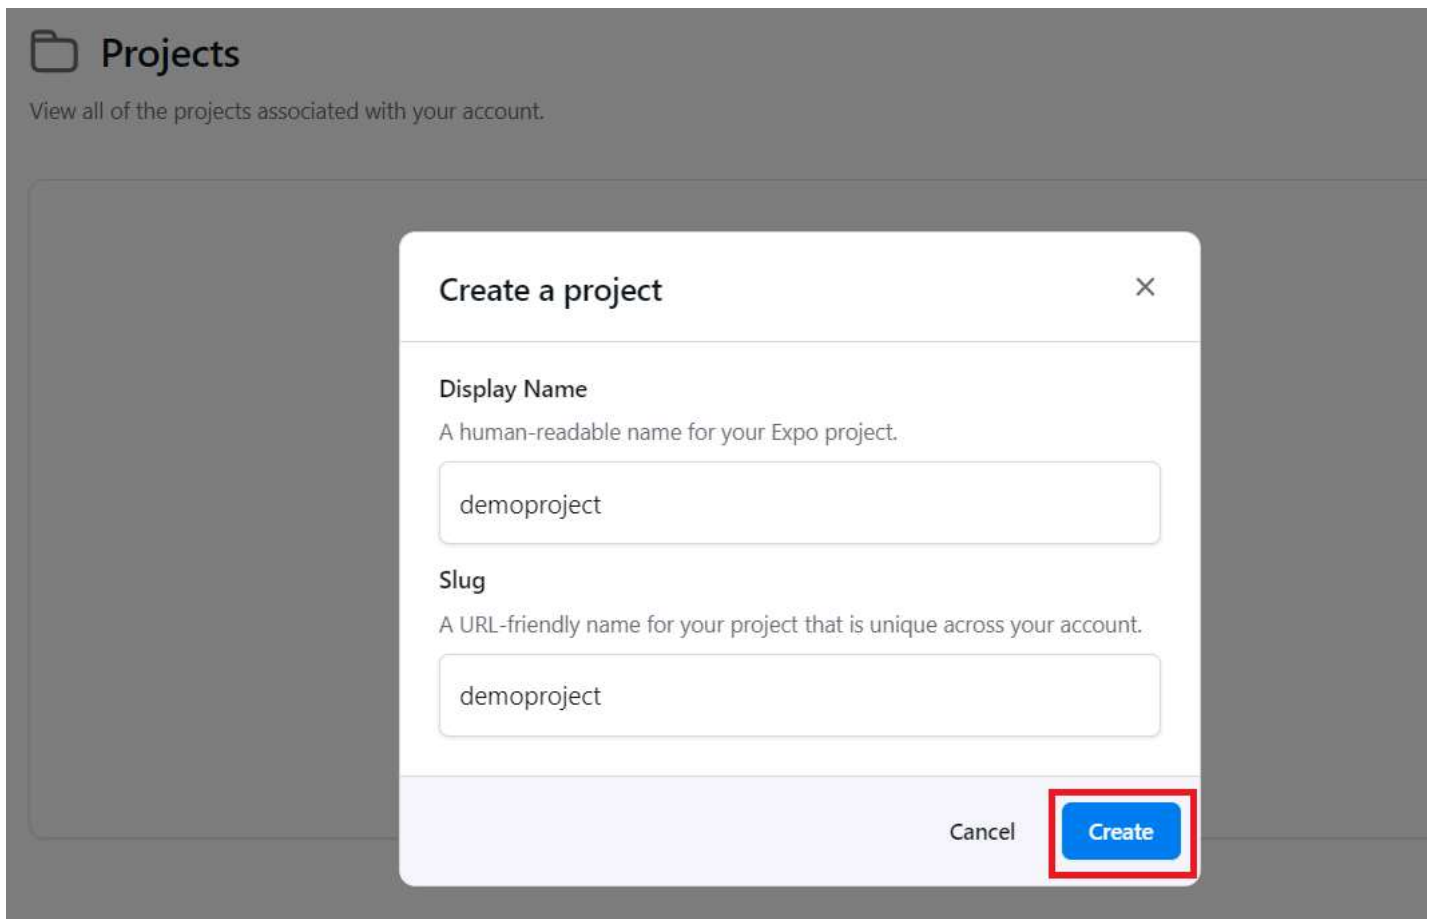 Projects
View all of the projects associated with your account.
Create a project
Display Name
A human-readable name for your Expo project.
demoproject
Slug
A URL-friendly name for your project that is unique across your account.
demoproject
Cancel
Create